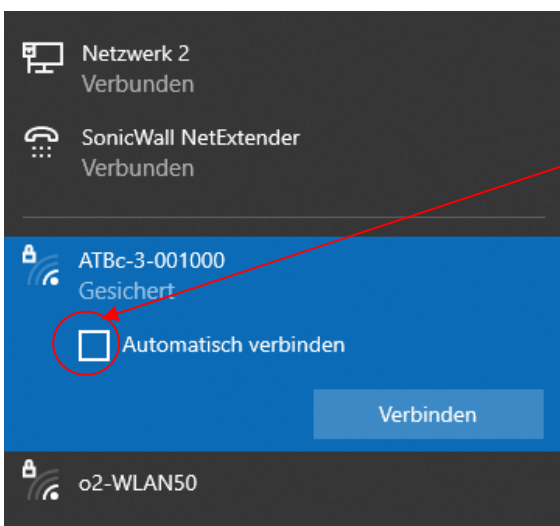 Netzwerk 2
Verbunden
SonicWall NetExtender
Verbunden
ATBc-3-001000
Gesichert
Automatisch verbinden
Verbinden
o2-WLAN50